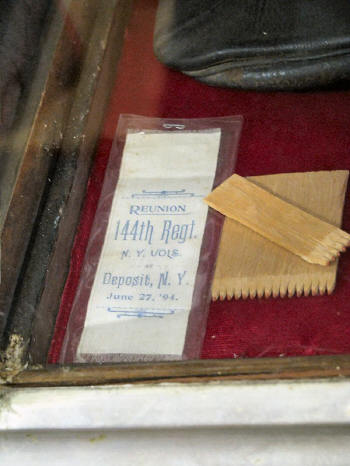 REUNION
144th Regt.
N. Y. VOLS.
AT
Deposit, N. Y.
June 27, '94.